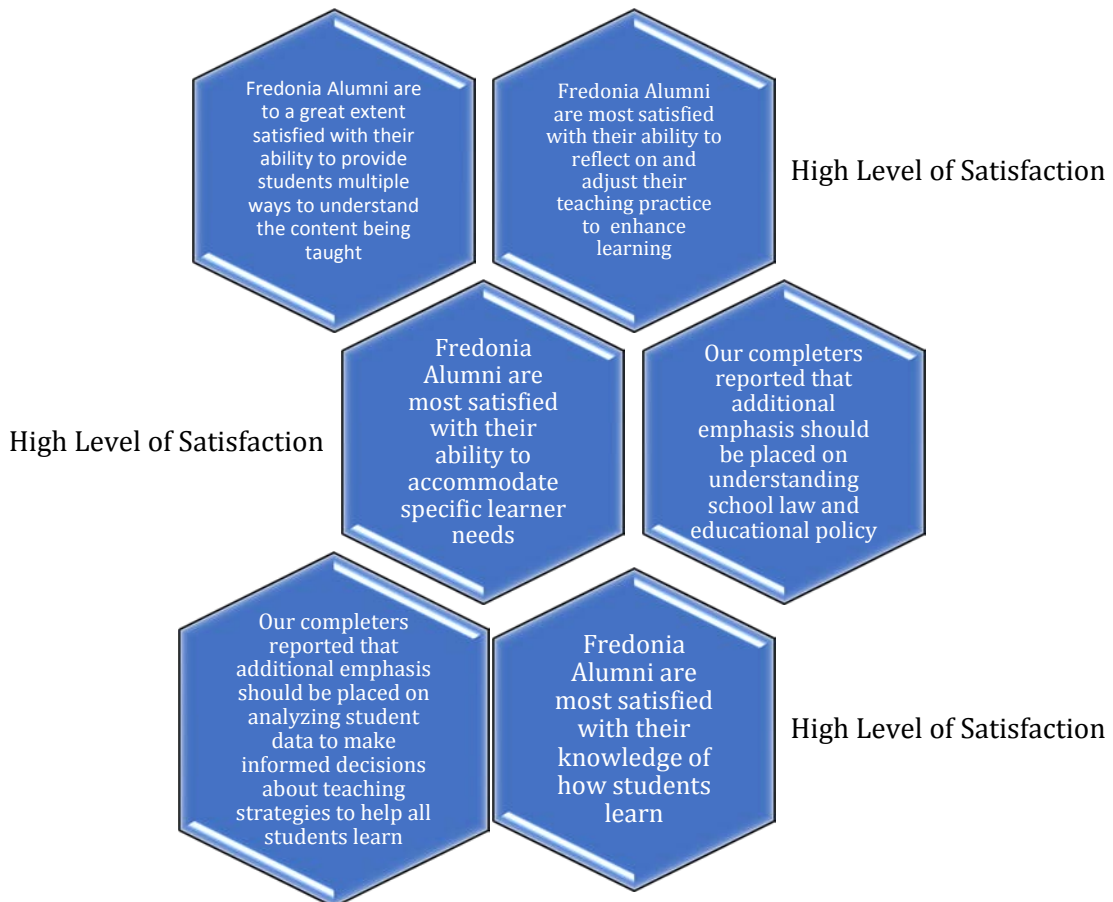 Fredonia Alumni are
to a great extent
satisfied with their
ability to provide
students multiple
ways to understand
the content being
taught
Fredonia Alumni
are most satisfied
with their ability to
reflect on and
adjust their
teaching practice
to enhance
learning
High Level of Satisfaction
High Level of Satisfaction
Fredonia
Alumni are
most satisfied
with their
ability to
accommodate
specific learner
needs
Our completers
reported that
additional
emphasis should
be placed on
understanding
school law and
educational policy
Our completers
reported that
additional emphasis
should be placed on
analyzing student
data to make
informed decisions
about teaching
strategies to help all
students learn
Fredonia
Alumni are
most satisfied
with their
knowledge of
how students
learn
High Level of Satisfaction